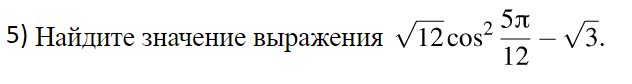 5) Найдите значение выражения √12 cos² 5π/12 − √3.